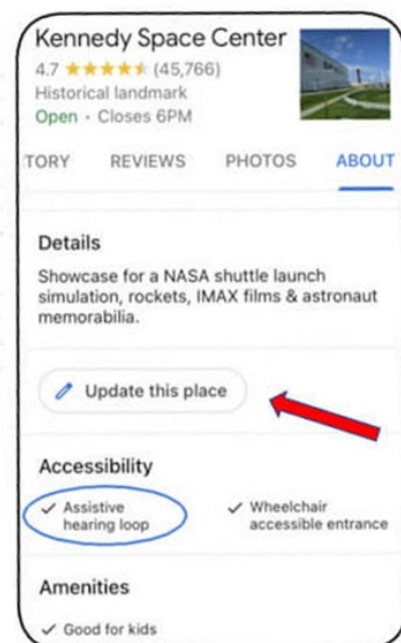 Kennedy Space Center
4.7 ★★★★★ (45,766)
Historical landmark
Open · Closes 6PM
TORY REVIEWS PHOTOS ABOUT
Details
Showcase for a NASA shuttle launch
simulation, rockets, IMAX films & astronaut
memorabilia.
Update this place
Accessibility
✓ Assistive
hearing loop
✓ Wheelchair
accessible entrance
Amenities
✓ Good for kids